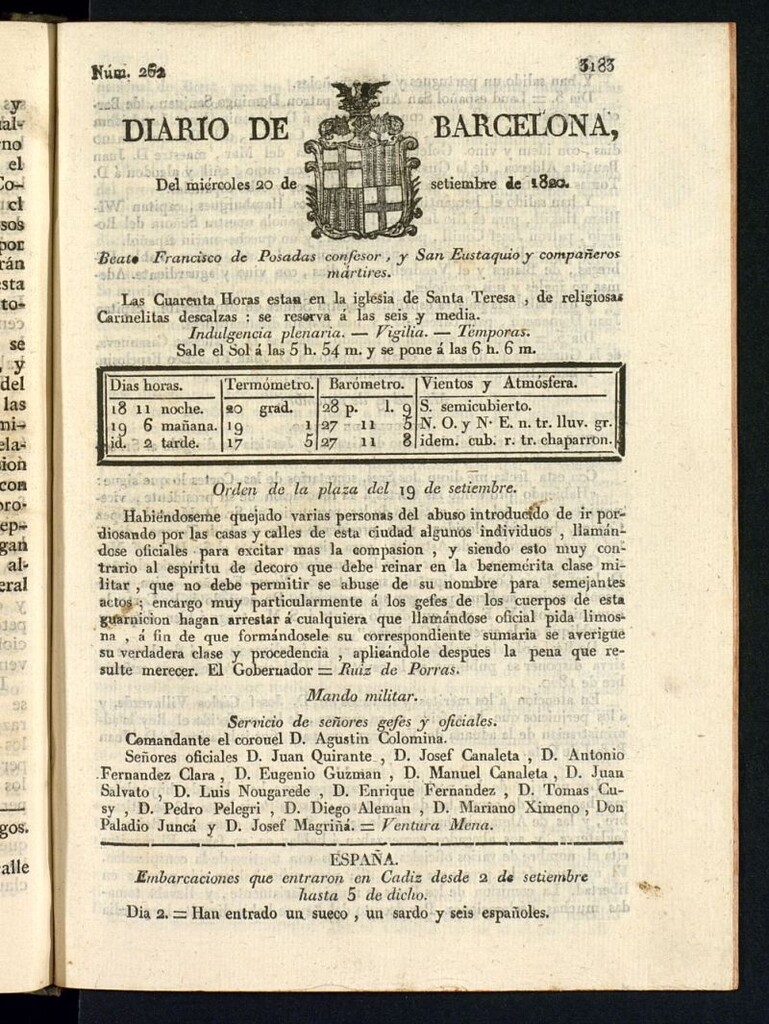 Núm. 262
3183
DIARIO DE BARCELONA,
Del miércoles 20 de setiembre de 1820.
Beato Francisco de Posadas confesor, y San Eustaquio y compañeros
mártires.
Las Cuarenta Horas estan en la iglesia de Santa Teresa, de religiosas
Carmelitas descalzas: se reserva á las seis y media.
Indulgencia plenaria. — Vigilia. — Témporas.
Sale el Sol á las 5 h. 54 m. y se pone á las 6 h. 6 m.
Dias horas. Termómetro. Barómetro. Vientos y Atmósfera.
18 11 noche. 20 grad. 28 p. l. 9 S. semicubierto.
19 6 mañana. 19 1 27 11 5 N. O. y N. E. n. tr. lluv. gr.
id. 2 tarde. 17 5 27 11 8 idem. cub. r. tr. chaparron.
Orden de la plaza del 19 de setiembre.
Habiéndoseme quejado varias personas del abuso introducido de ir por-
diosando por las casas y calles de esta ciudad algunos individuos, llamán-
dose oficiales para excitar mas la compasion, y siendo esto muy con-
trario al espíritu de decoro que debe reinar en la benemérita clase mi-
litar, que no debe permitir se abuse de su nombre para semejantes
actos; encargo muy particularmente á los gefes de los cuerpos de esta
guarnicion hagan arrestar á cualquiera que llamándose oficial pida limos-
na, á fin de que formándosele su correspondiente sumaria se averigue
su verdadera clase y procedencia, aplicándole despues la pena que re-
sulte merecer. El Gobernador = Ruiz de Porras.
Mando militar.
Servicio de señores gefes y oficiales.
Comandante el coronel D. Agustin Colomina.
Señores oficiales D. Juan Quirante, D. Josef Canaleta, D. Antonio
Fernandez Clara, D. Eugenio Guzman, D. Manuel Canaleta, D. Juan
Salvato, D. Luis Nougarede, D. Enrique Fernandez, D. Tomas Cu-
sy, D. Pedro Pelegri, D. Diego Aleman, D. Mariano Ximeno, Don
Paladio Juncá y D. Josef Magriñá. = Ventura Mena.
ESPAÑA.
Embarcaciones que entraron en Cadiz desde 2 de setiembre
hasta 5 de dicho.
Dia 2. = Han entrado un sueco, un sardo y seis españoles.